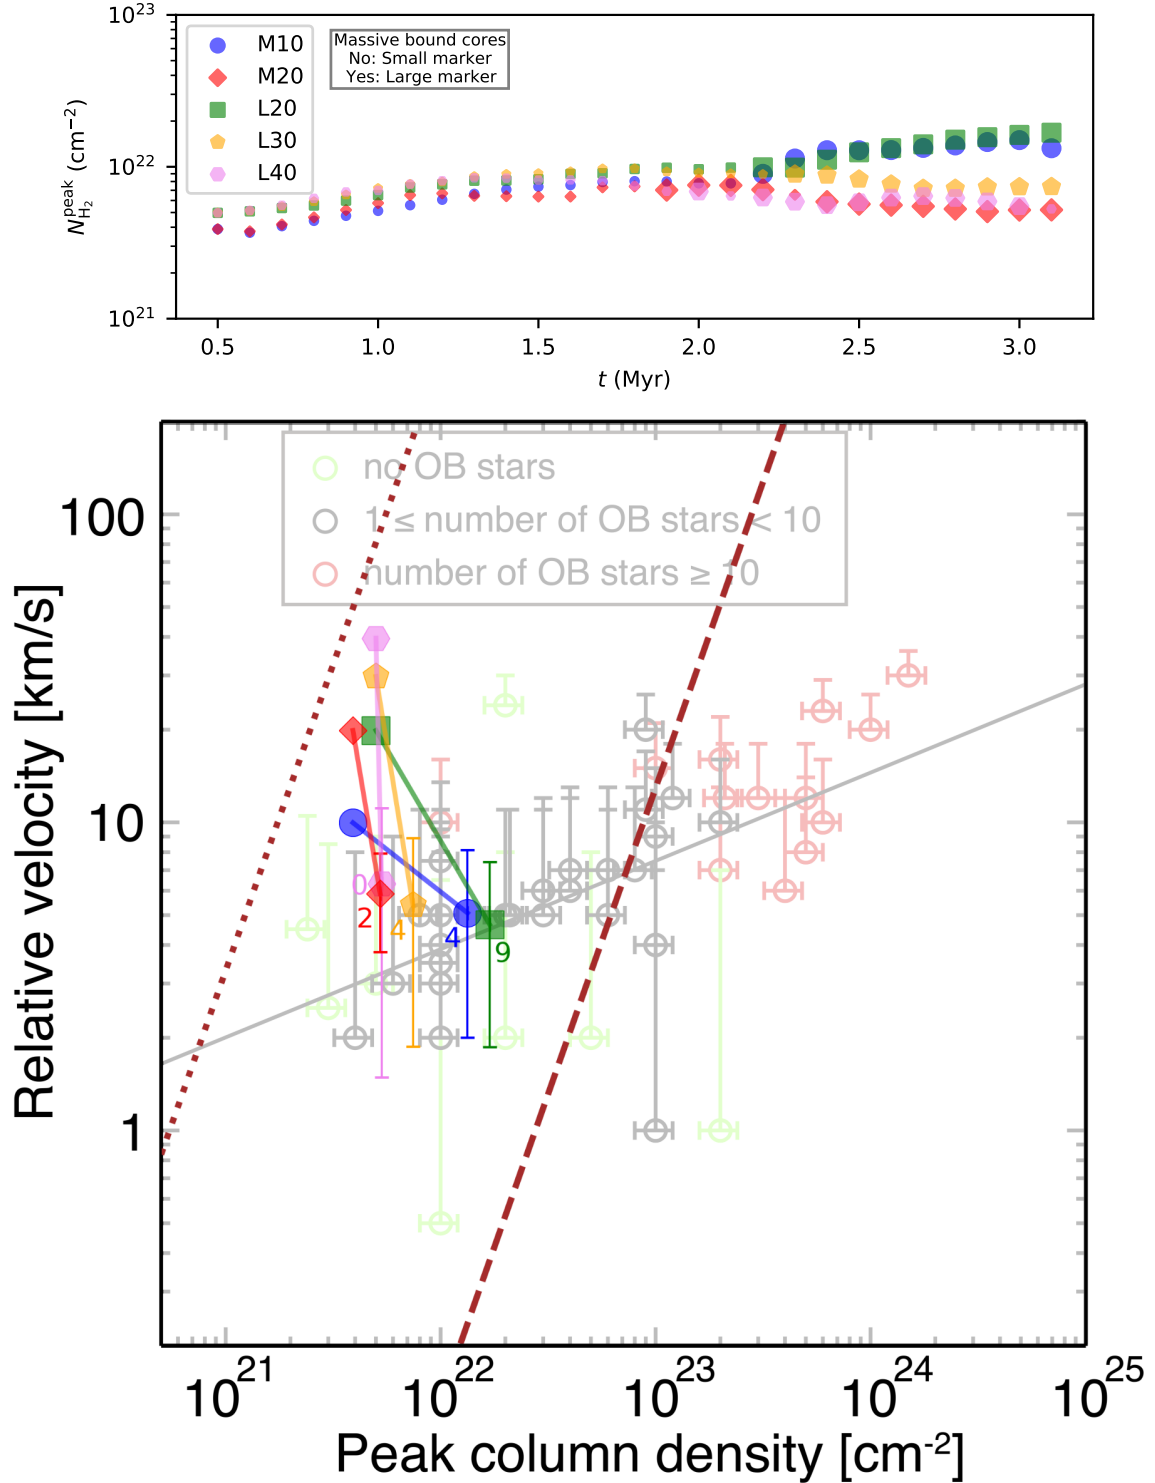 10^23
10^22
10^21
N_H2^peak (cm^−2)
M10
M20
L20
L30
L40
Massive bound cores
No: Small marker
Yes: Large marker
0.5 1.0 1.5 2.0 2.5 3.0
t (Myr)
no OB stars
1 ≤ number of OB stars < 10
number of OB stars ≥ 10
100
10
1
Relative velocity [km/s]
0
2
4
4
9
10^21 10^22 10^23 10^24 10^25
Peak column density [cm^-2]